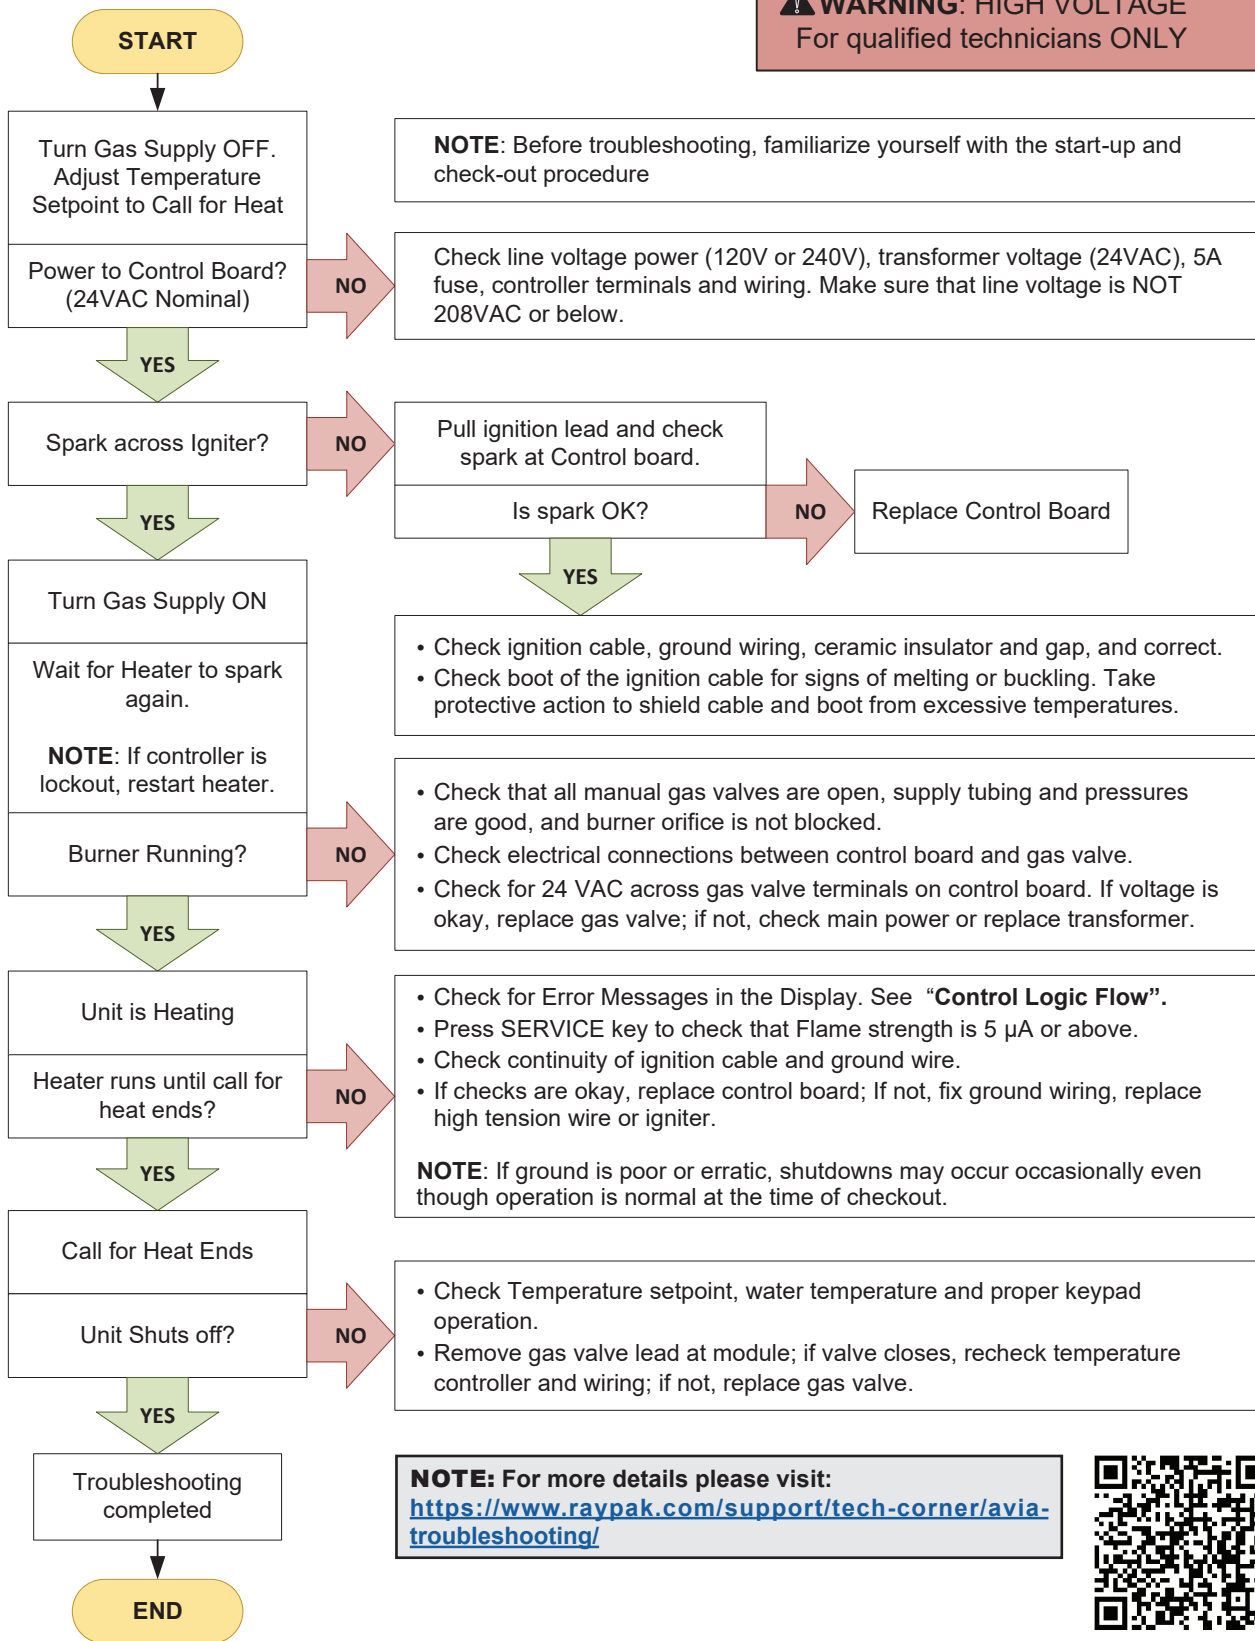 ⚠ WARNING: HIGH VOLTAGE
For qualified technicians ONLY
START
Turn Gas Supply OFF.
Adjust Temperature
Setpoint to Call for Heat
NOTE: Before troubleshooting, familiarize yourself with the start-up and
check-out procedure
Power to Control Board?
(24VAC Nominal)
NO
Check line voltage power (120V or 240V), transformer voltage (24VAC), 5A
fuse, controller terminals and wiring. Make sure that line voltage is NOT
208VAC or below.
YES
Spark across Igniter?
NO
Pull ignition lead and check
spark at Control board.
Is spark OK?
NO
Replace Control Board
YES
YES
Turn Gas Supply ON
• Check ignition cable, ground wiring, ceramic insulator and gap, and correct.
• Check boot of the ignition cable for signs of melting or buckling. Take
protective action to shield cable and boot from excessive temperatures.
Wait for Heater to spark
again.
NOTE: If controller is
lockout, restart heater.
Burner Running?
NO
• Check that all manual gas valves are open, supply tubing and pressures
are good, and burner orifice is not blocked.
• Check electrical connections between control board and gas valve.
• Check for 24 VAC across gas valve terminals on control board. If voltage is
okay, replace gas valve; if not, check main power or replace transformer.
YES
Unit is Heating
Heater runs until call for
heat ends?
NO
• Check for Error Messages in the Display. See “Control Logic Flow”.
• Press SERVICE key to check that Flame strength is 5 µA or above.
• Check continuity of ignition cable and ground wire.
• If checks are okay, replace control board; If not, fix ground wiring, replace
high tension wire or igniter.
NOTE: If ground is poor or erratic, shutdowns may occur occasionally even
though operation is normal at the time of checkout.
YES
Call for Heat Ends
Unit Shuts off?
NO
• Check Temperature setpoint, water temperature and proper keypad
operation.
• Remove gas valve lead at module; if valve closes, recheck temperature
controller and wiring; if not, replace gas valve.
YES
Troubleshooting
completed
NOTE: For more details please visit:
https://www.raypak.com/support/tech-corner/avia-
troubleshooting/
END